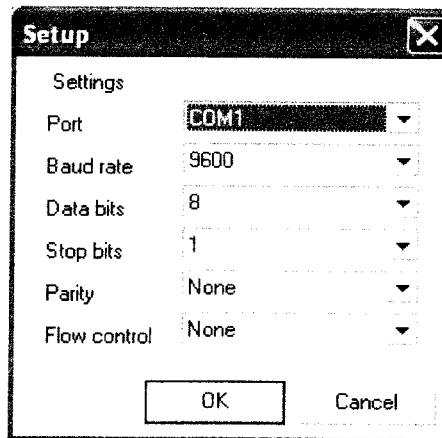 Setup
Settings
Port COM1
Baud rate 9600
Data bits 8
Stop bits 1
Parity None
Flow control None
OK Cancel